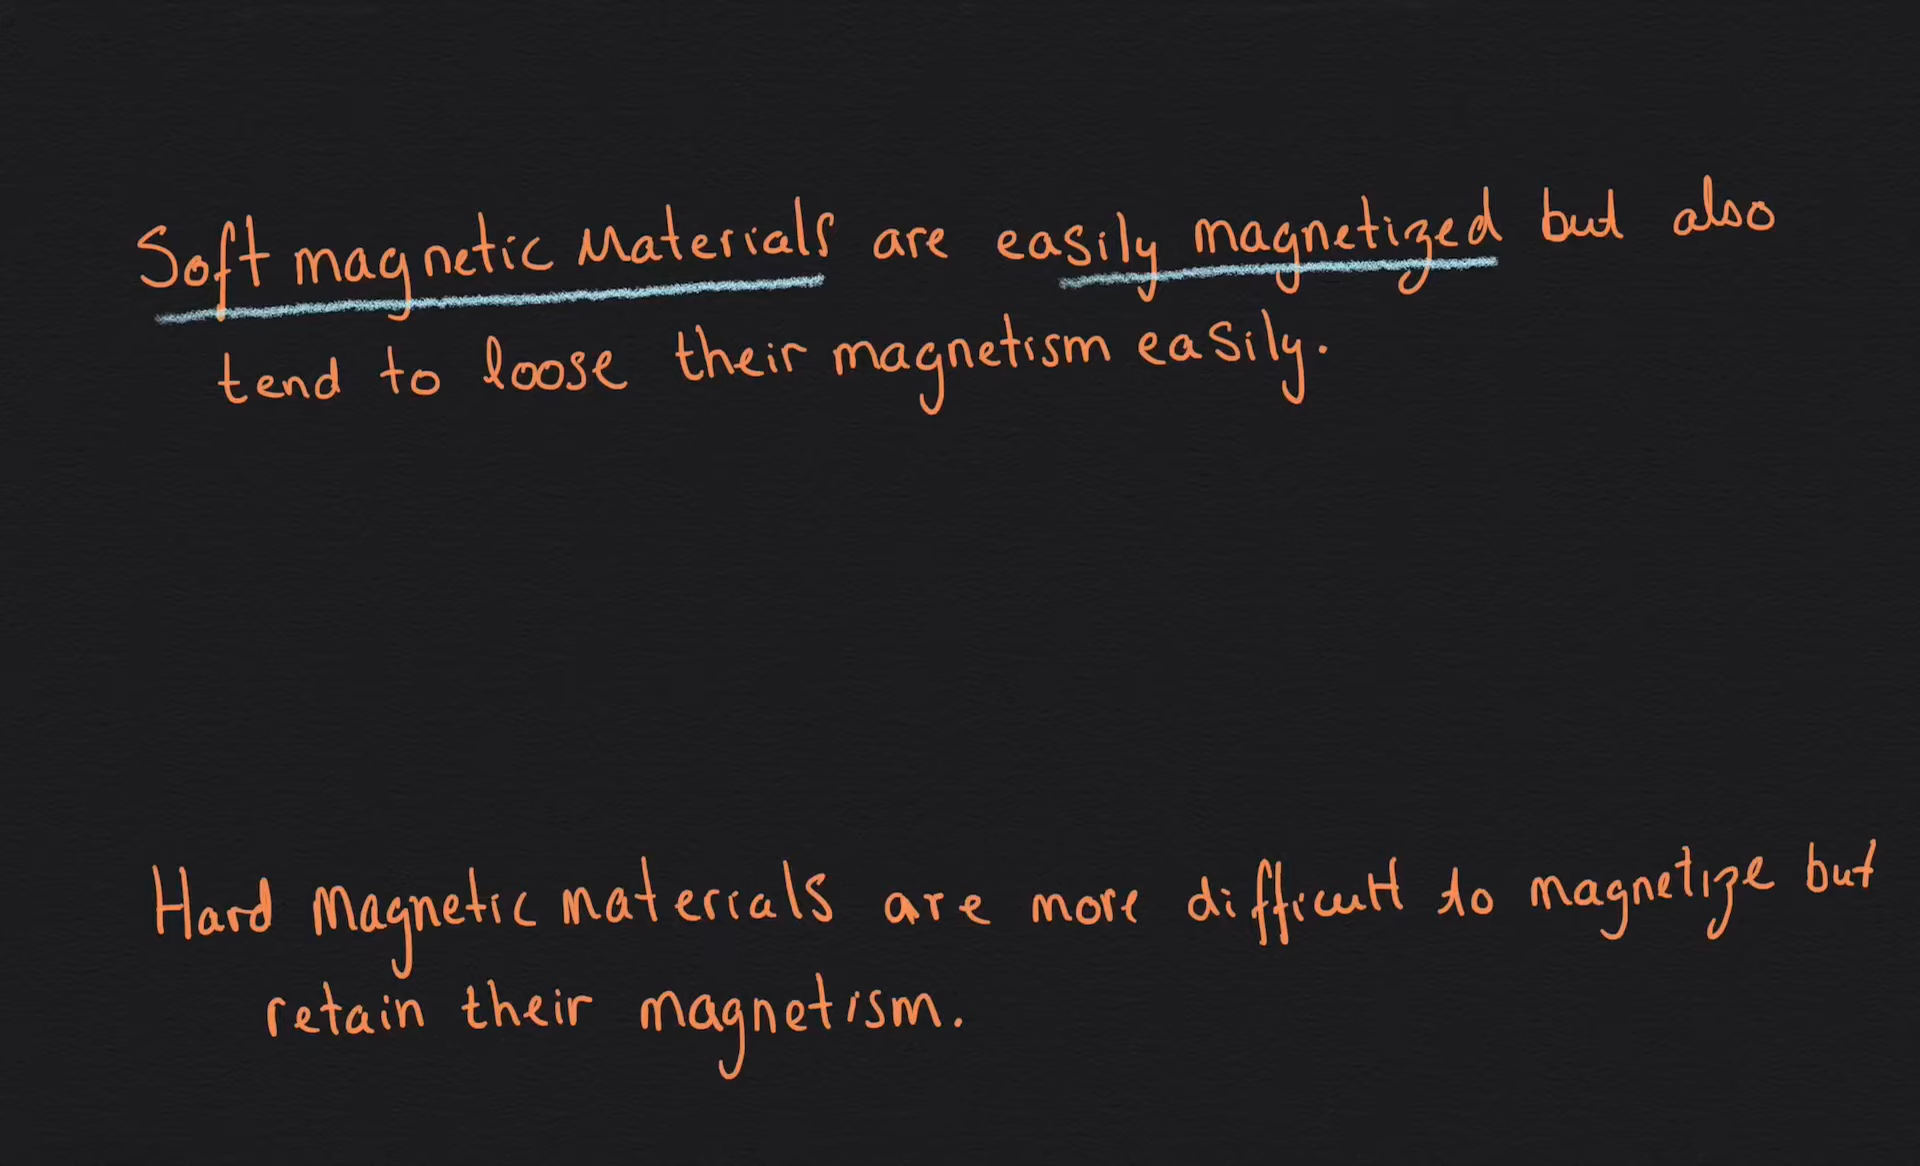 Soft magnetic Materials are easily magnetized but also
tend to loose their magnetism easily.
Hard Magnetic materials are more difficult to magnetize but
retain their magnetism.